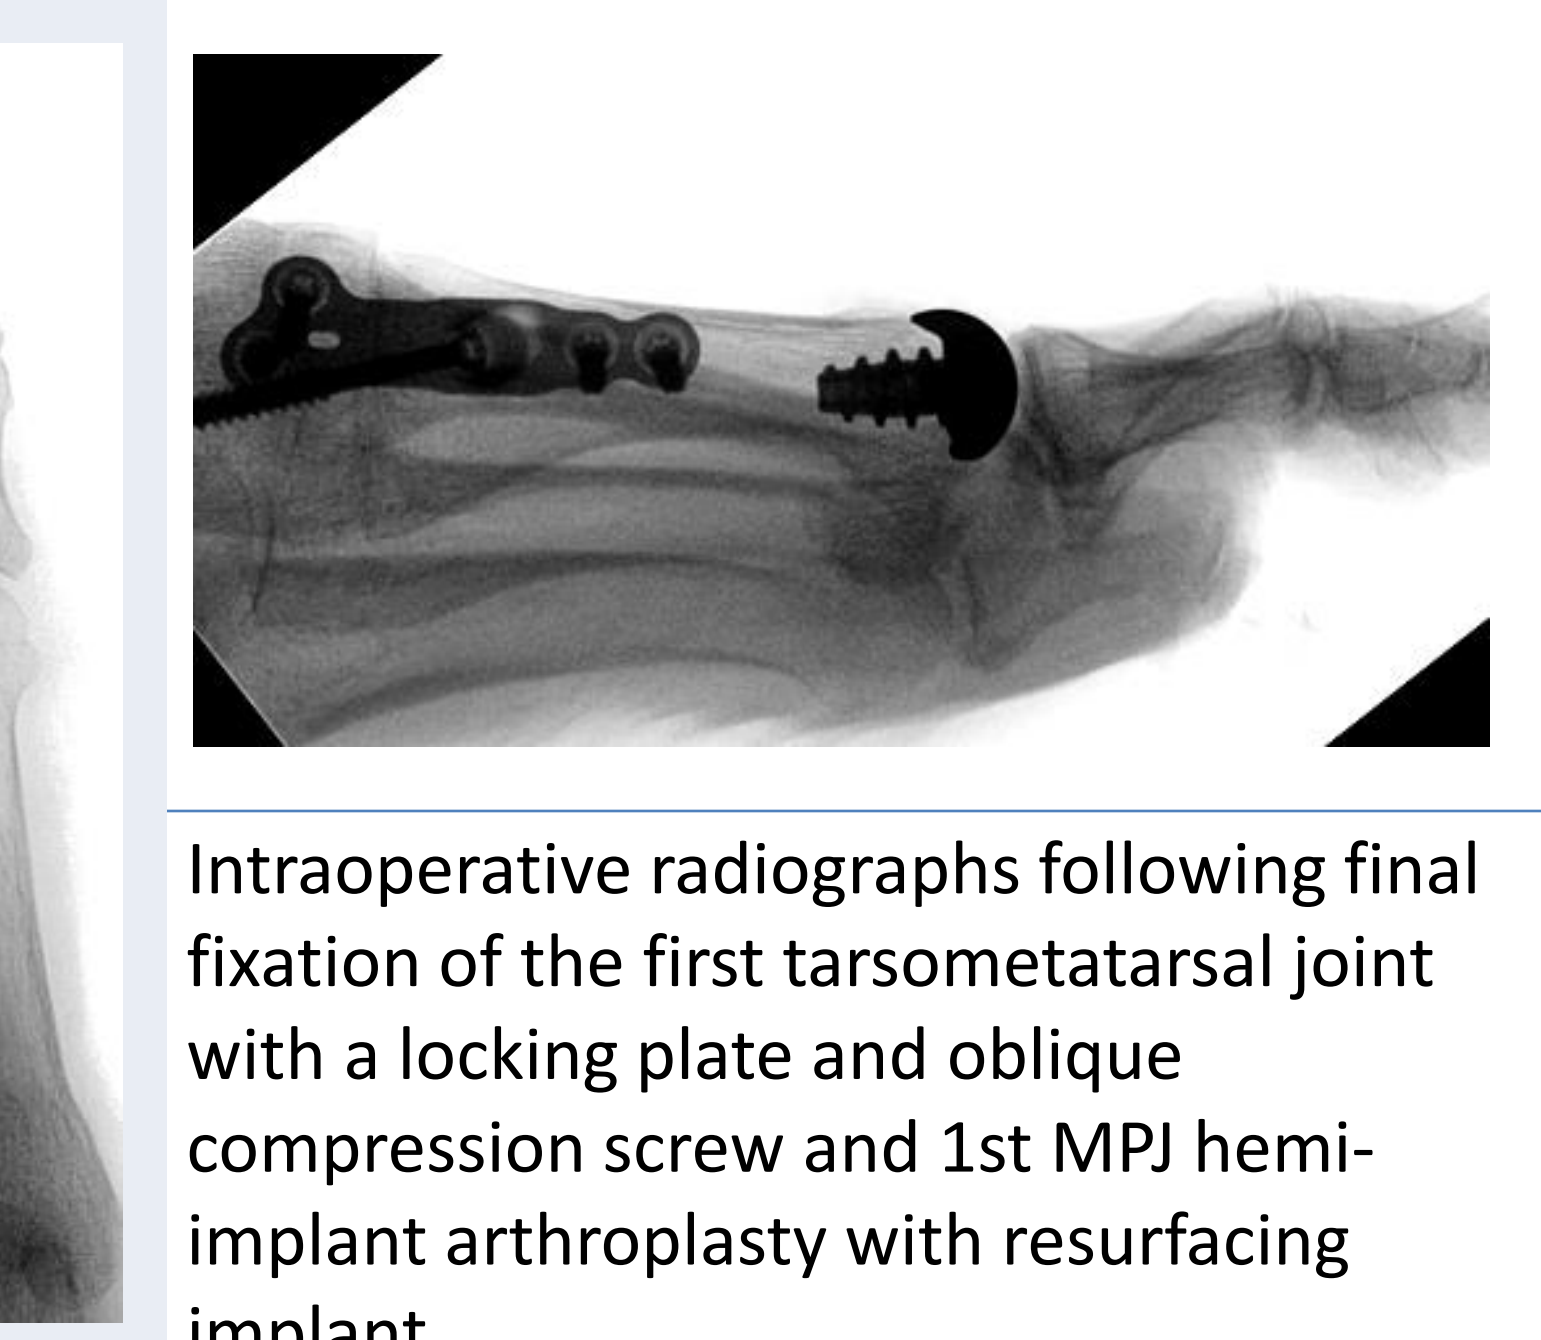 Intraoperative radiographs following final
fixation of the first tarsometatarsal joint
with a locking plate and oblique
compression screw and 1st MPJ hemi-
implant arthroplasty with resurfacing
implant